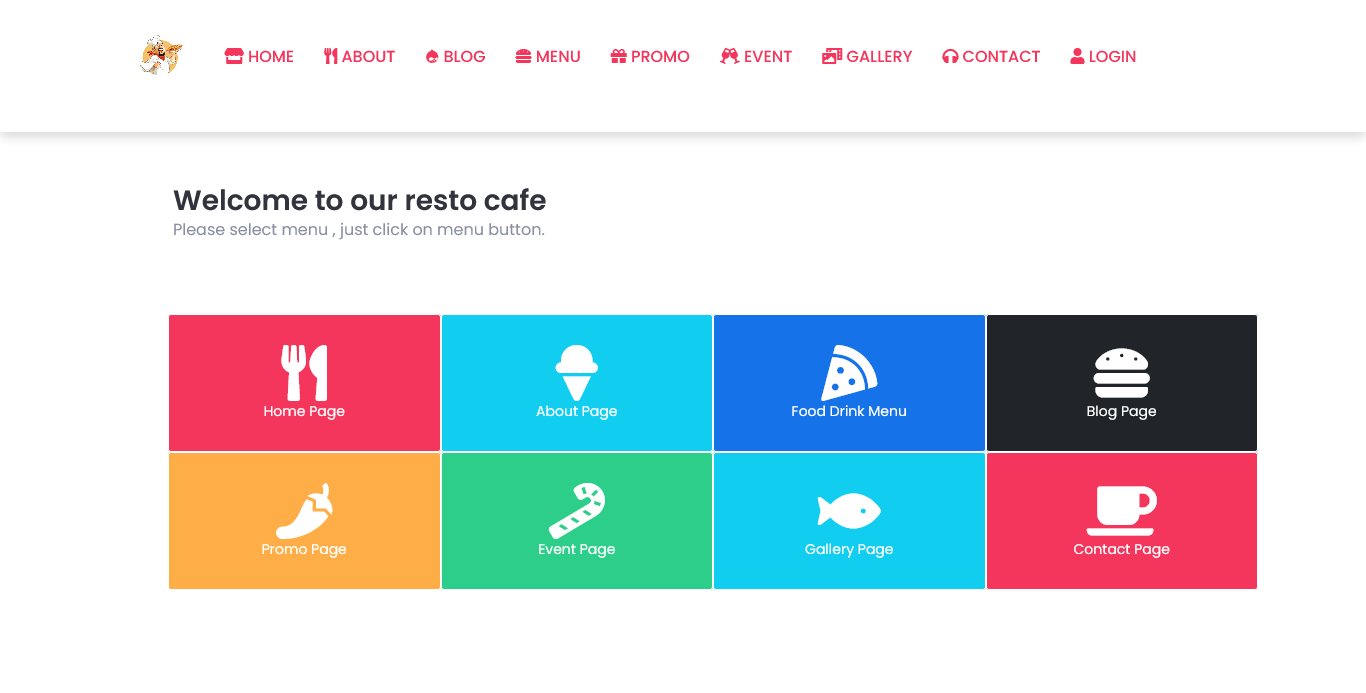 HOME ABOUT BLOG MENU PROMO EVENT GALLERY CONTACT LOGIN
Welcome to our resto cafe
Please select menu , just click on menu button.
Home Page About Page Food Drink Menu Blog Page
Promo Page Event Page Gallery Page Contact Page